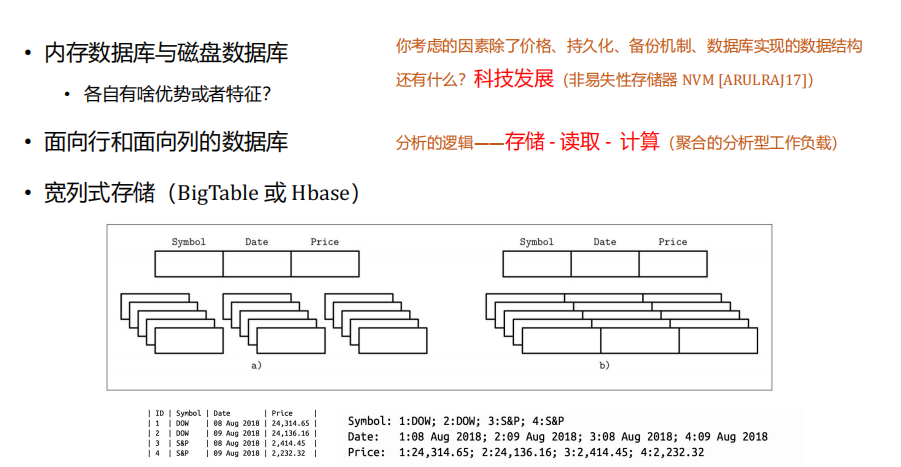 • 内存数据库与磁盘数据库
• 各自有啥优势或者特征？
• 面向行和面向列的数据库
• 宽列式存储（BigTable 或 Hbase）
你考虑的因素除了价格、持久化、备份机制、数据库实现的数据结构
还有什么？科技发展（非易失性存储器 NVM [ARULRAJ17]）
分析的逻辑——存储 - 读取 - 计算（聚合的分析型工作负载）
Symbol Date Price
Symbol Date Price
a)
b)
| ID | Symbol | Date | Price |
| 1 | DOW | 08 Aug 2018 | 24,314.65 |
| 2 | DOW | 09 Aug 2018 | 24,136.16 |
| 3 | S&P | 08 Aug 2018 | 2,414.45 |
| 4 | S&P | 09 Aug 2018 | 2,232.32 |
Symbol: 1:DOW; 2:DOW; 3:S&P; 4:S&P
Date: 1:08 Aug 2018; 2:09 Aug 2018; 3:08 Aug 2018; 4:09 Aug 2018
Price: 1:24,314.65; 2:24,136.16; 3:2,414.45; 4:2,232.32